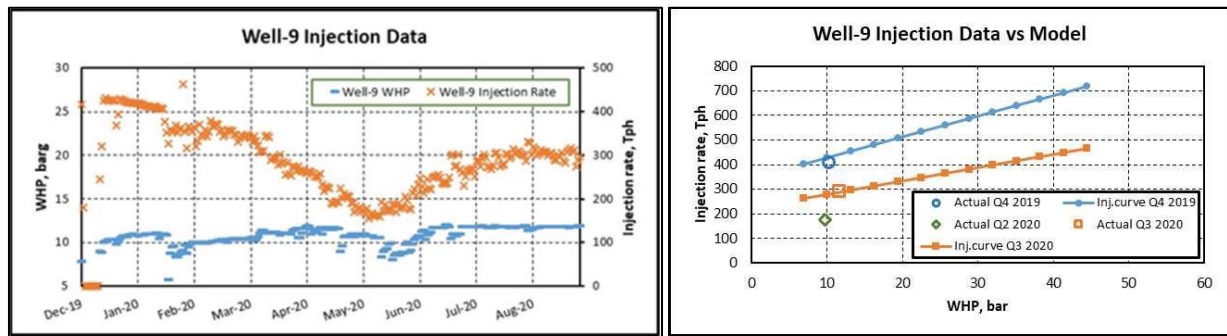 Well-9 Injection Data
30
25
20
15
10
5
WHP, barg
Well-9 WHP
Well-9 Injection Rate
500
400
300
200
100
0
Injection rate, Tph
Dec-19
Jan-20
Feb-20
Mar-20
Apr-20
May-20
Jun-20
Jul-20
Aug-20
Well-9 Injection Data vs Model
800
700
600
500
400
300
200
100
0
Injection rate, Tph
Actual Q4 2019
Inj.curve Q4 2019
Actual Q2 2020
Actual Q3 2020
Inj.curve Q3 2020
0
10
20
30
40
50
60
WHP, bar